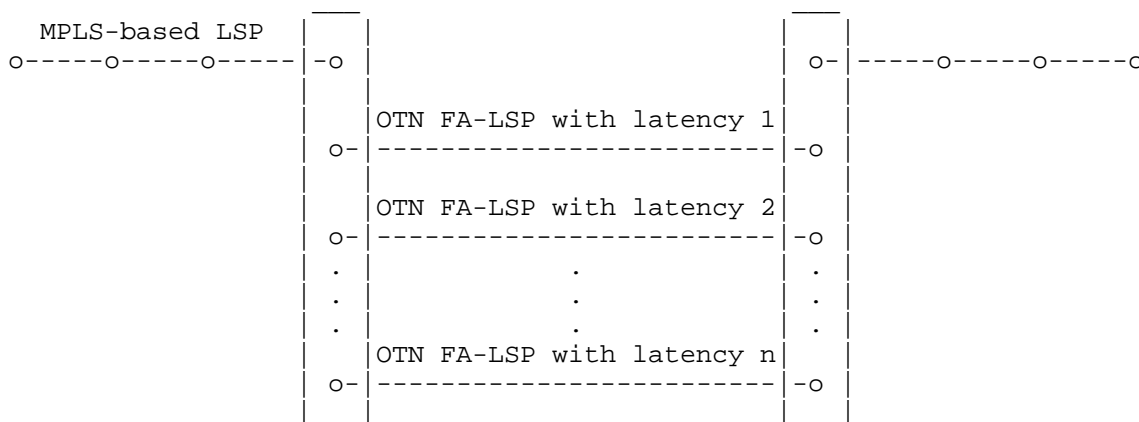 MPLS-based LSP
OTN FA-LSP with latency 1
OTN FA-LSP with latency 2
OTN FA-LSP with latency n